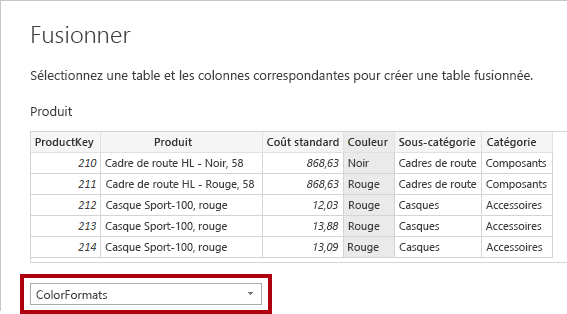 Fusionner
Sélectionnez une table et les colonnes correspondantes pour créer une table fusionnée.
Produit
ProductKey Produit Coût standard Couleur Sous-catégorie Catégorie
210 Cadre de route HL - Noir, 58 868,63 Noir Cadres de route Composants
211 Cadre de route HL - Rouge, 58 868,63 Rouge Cadres de route Composants
212 Casque Sport-100, rouge 12,03 Rouge Casques Accessoires
213 Casque Sport-100, rouge 13,88 Rouge Casques Accessoires
214 Casque Sport-100, rouge 13,09 Rouge Casques Accessoires
ColorFormats